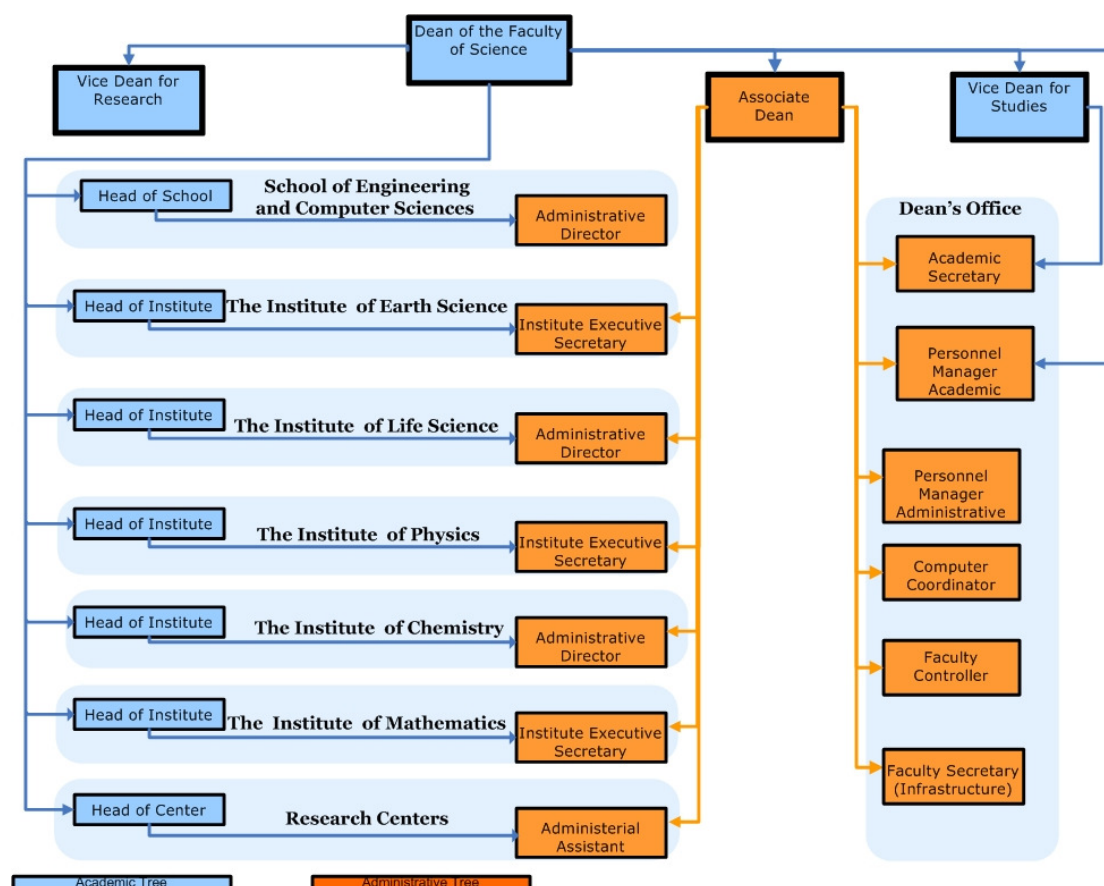 Dean of the Faculty
of Science
Vice Dean for
Research
Associate
Dean
Vice Dean for
Studies
Head of School
School of Engineering
and Computer Sciences
Administrative
Director
Head of Institute
The Institute of Earth Science
Institute Executive
Secretary
Head of Institute
The Institute of Life Science
Administrative
Director
Head of Institute
The Institute of Physics
Institute Executive
Secretary
Head of Institute
The Institute of Chemistry
Administrative
Director
Head of Institute
The Institute of Mathematics
Institute Executive
Secretary
Head of Center
Research Centers
Administerial
Assistant
Dean's Office
Academic
Secretary
Personnel
Manager
Academic
Personnel
Manager
Administrative
Computer
Coordinator
Faculty
Controller
Faculty Secretary
(Infrastructure)
Academic Tree
Administrative Tree